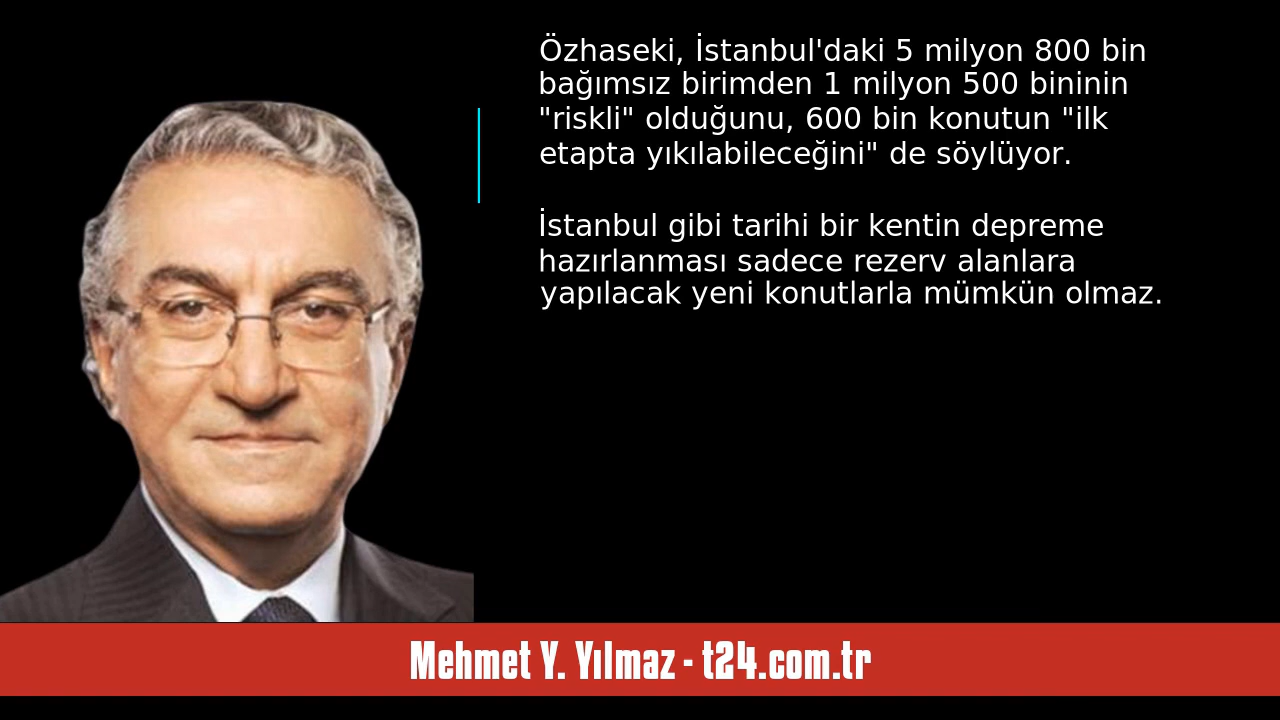 Özhaseki, İstanbul'daki 5 milyon 800 bin
bağımsız birimden 1 milyon 500 bininin
"riskli" olduğunu, 600 bin konutun "ilk
etapta yıkılabileceğini" de söylüyor.
İstanbul gibi tarihi bir kentin depreme
hazırlanması sadece rezerv alanlara
yapılacak yeni konutlarla mümkün olmaz.
Mehmet Y. Yılmaz - t24.com.tr